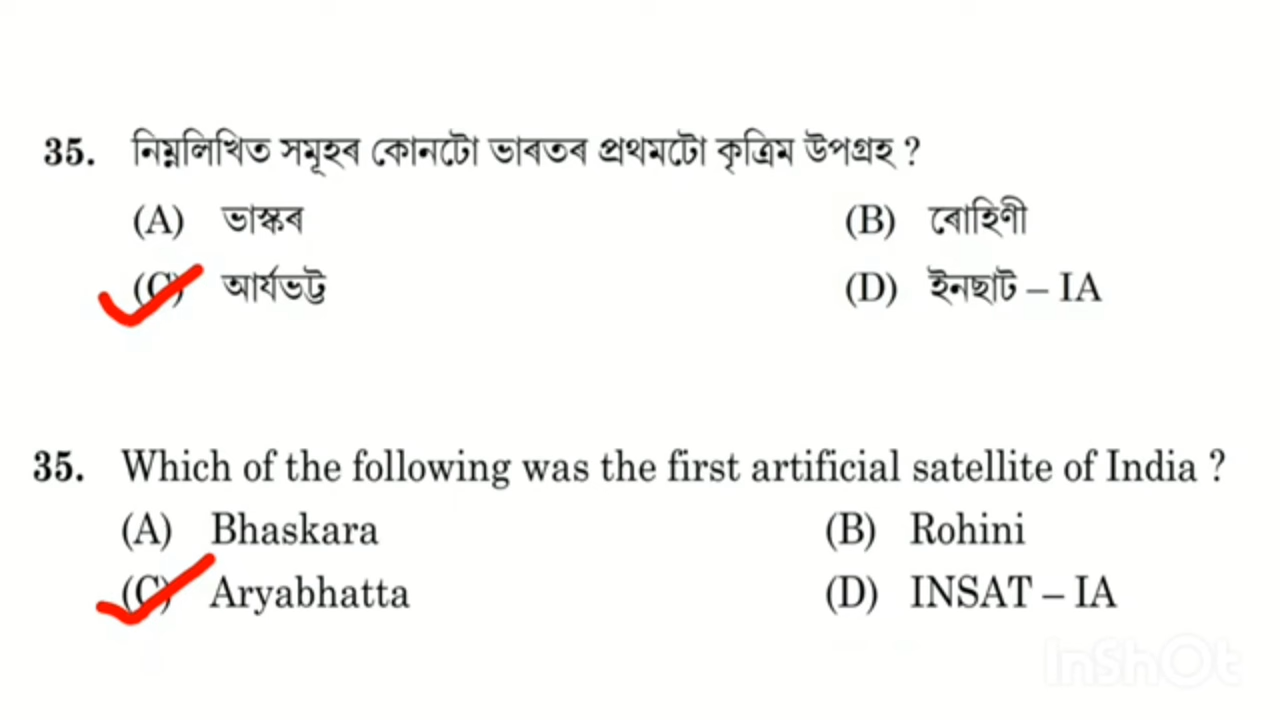 35. নিম্নলিখিত সমূহৰ কোনটো ভাৰতৰ প্ৰথমটো কৃত্ৰিম উপগ্ৰহ ?
(A) ভাস্কৰ (B) ৰোহিণী
(C) আৰ্যভট্ট (D) ইনছাট – IA
35. Which of the following was the first artificial satellite of India ?
(A) Bhaskara (B) Rohini
(C) Aryabhatta (D) INSAT – IA
InShOt